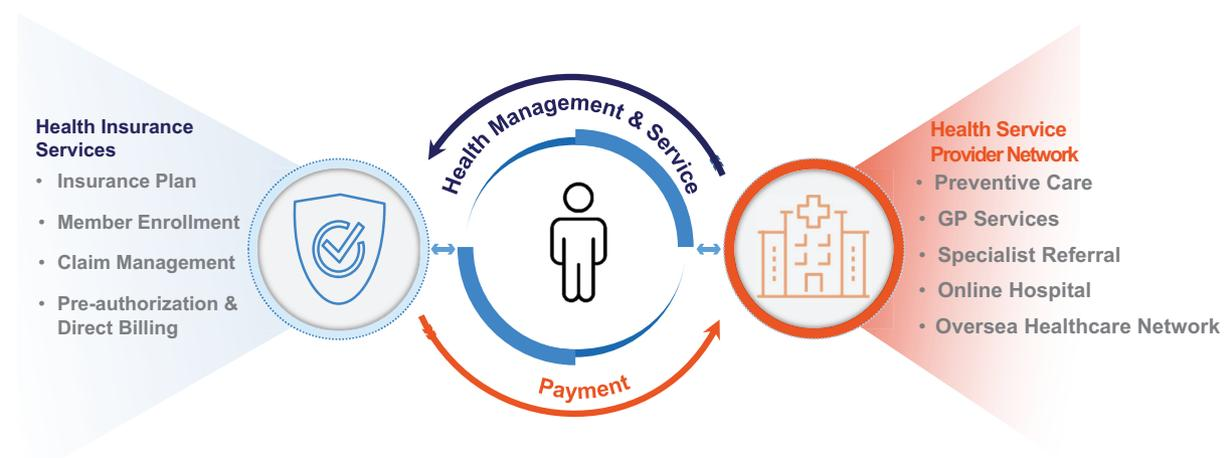 Health Insurance
Services
• Insurance Plan
• Member Enrollment
• Claim Management
• Pre-authorization &
Direct Billing
Health Management & Service
Payment
Health Service
Provider Network
• Preventive Care
• GP Services
• Specialist Referral
• Online Hospital
• Oversea Healthcare Network